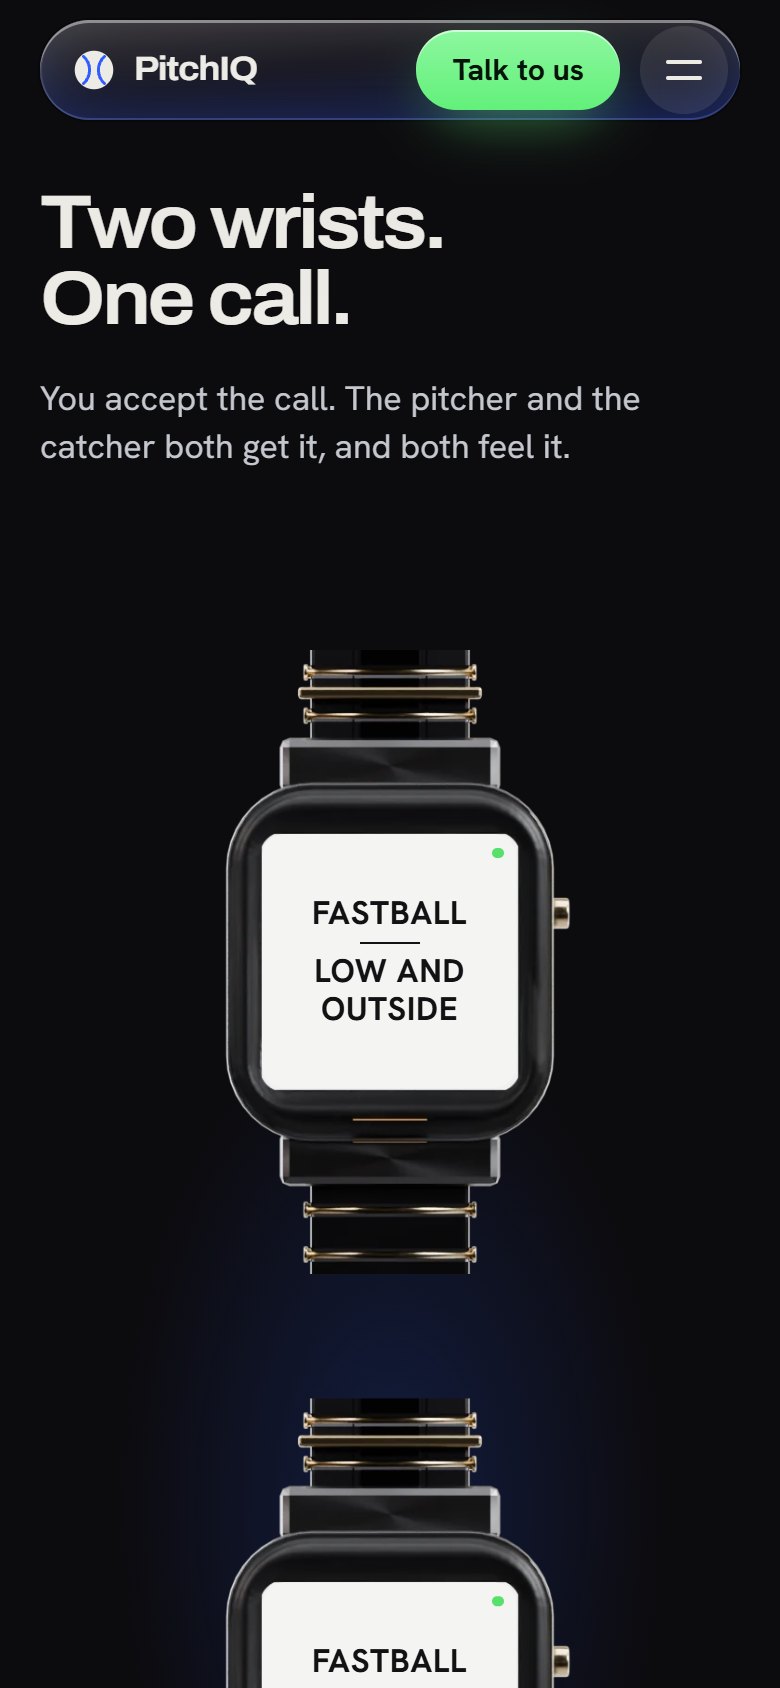 PitchIQ
Talk to us
Two wrists.
One call.
You accept the call. The pitcher and the
catcher both get it, and both feel it.
FASTBALL
LOW AND
OUTSIDE
FASTBALL